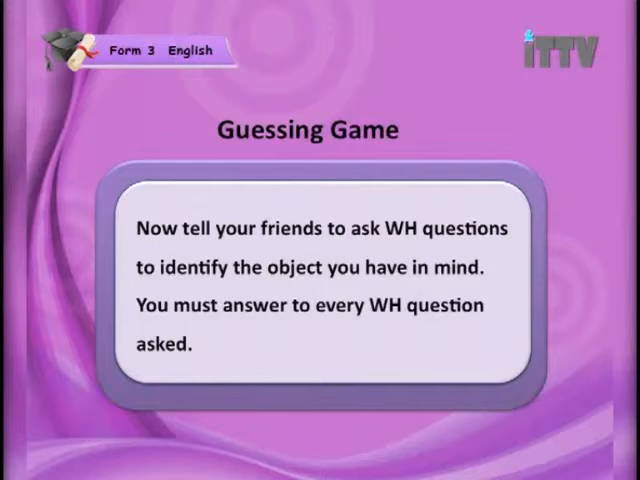 Form 3 English
iTTV
Guessing Game
Now tell your friends to ask WH questions
to identify the object you have in mind.
You must answer to every WH question
asked.